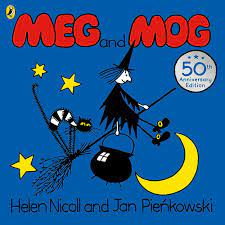 MEG and MOG
50th
Anniversary
Edition
Helen Nicoll and Jan Pieńkowski